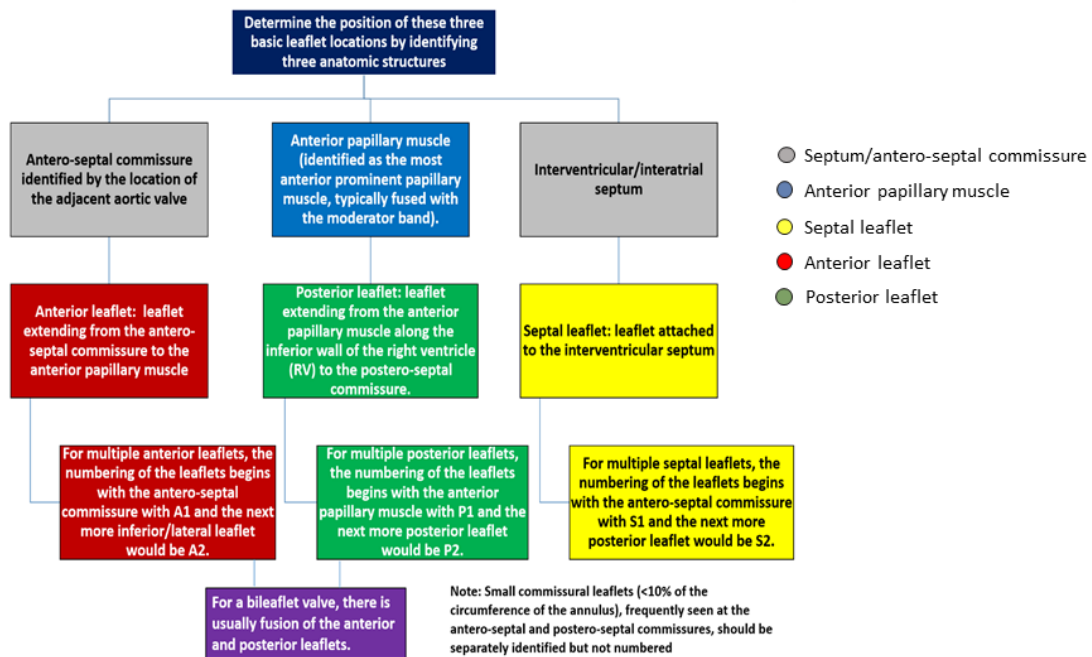 Determine the position of these three
basic leaflet locations by identifying
three anatomic structures
Antero-septal commissure
identified by the location of
the adjacent aortic valve
Anterior papillary muscle
(identified as the most
anterior prominent papillary
muscle, typically fused with
the moderator band).
Interventricular/interatrial
septum
Septum/antero-septal commissure
Anterior papillary muscle
Septal leaflet
Anterior leaflet
Posterior leaflet
Anterior leaflet: leaflet
extending from the antero-
septal commissure to the
anterior papillary muscle
Posterior leaflet: leaflet
extending from the anterior
papillary muscle along the
inferior wall of the right ventricle
(RV) to the postero-septal
commissure.
Septal leaflet: leaflet attached
to the interventricular septum
For multiple anterior leaflets, the
numbering of the leaflets begins
with the antero-septal
commissure with A1 and the next
more inferior/lateral leaflet
would be A2.
For multiple posterior leaflets,
the numbering of the leaflets
begins with the anterior
papillary muscle with P1 and the
next more posterior leaflet
would be P2.
For multiple septal leaflets, the
numbering of the leaflets begins
with the antero-septal commissure
with S1 and the next more
posterior leaflet would be S2.
For a bileaflet valve, there is
usually fusion of the anterior
and posterior leaflets.
Note: Small commissural leaflets (<10% of the
circumference of the annulus), frequently seen at the
antero-septal and postero-septal commissures, should be
separately identified but not numbered